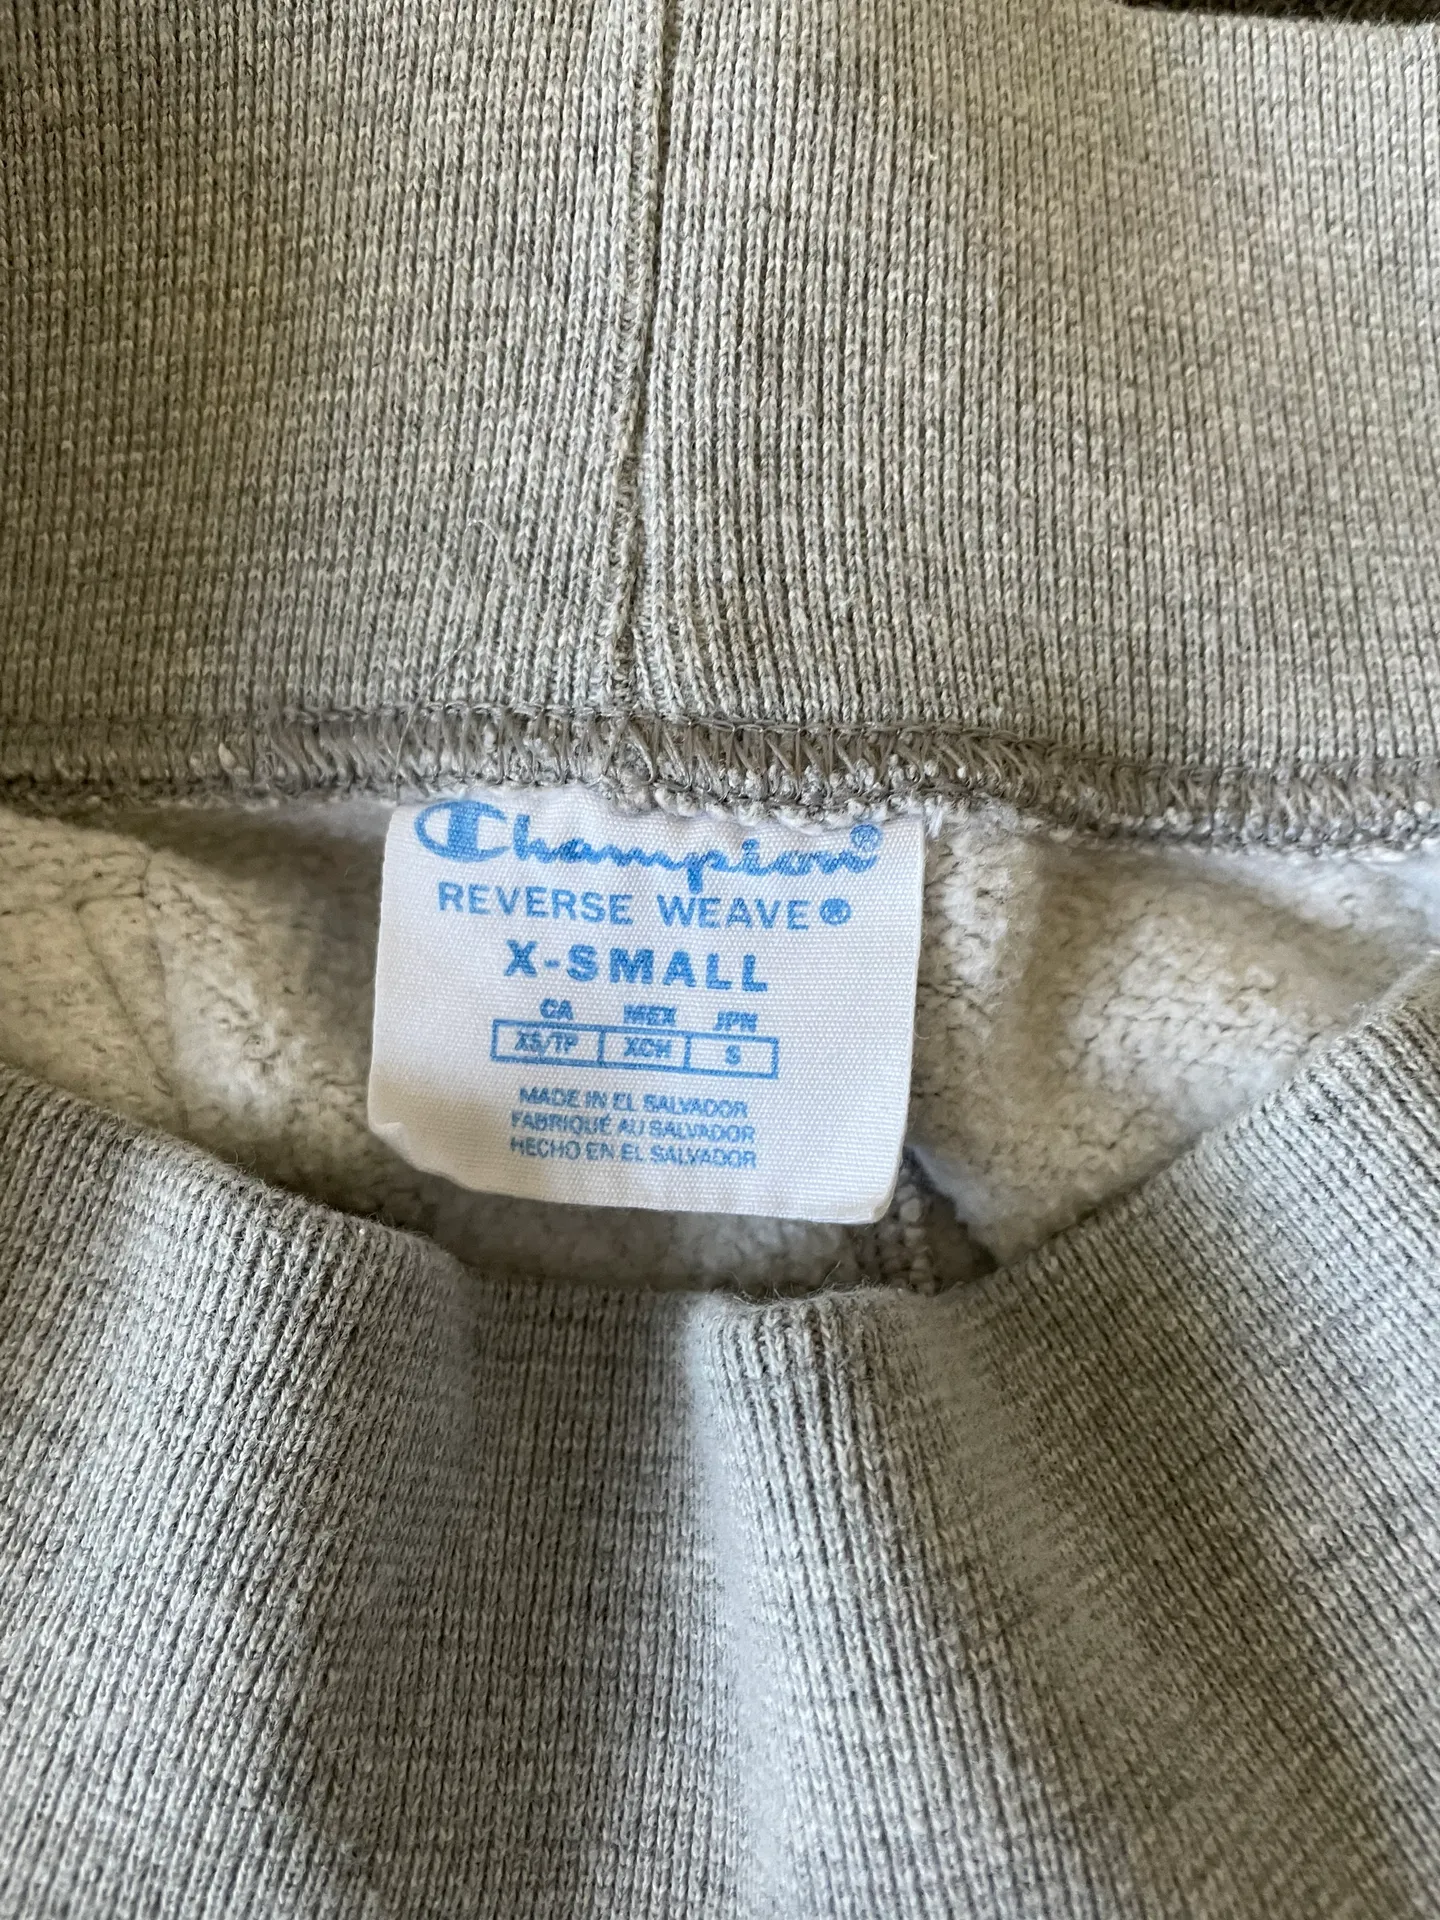 Champion®
REVERSE WEAVE®
X-SMALL
CA MEX JPN
XS/TP XCH S
MADE IN EL SALVADOR
FABRIQUÉ AU SALVADOR
HECHO EN EL SALVADOR